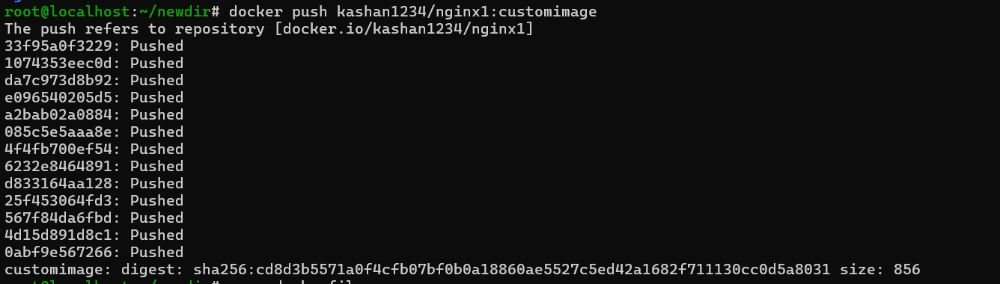 root@localhost:~/newdir# docker push kashan1234/nginx1:customimage
The push refers to repository [docker.io/kashan1234/nginx1]
33f95a0f3229: Pushed
1074353eec0d: Pushed
da7c973d8b92: Pushed
e096540205d5: Pushed
a2bab02a0884: Pushed
085c5e5aaa8e: Pushed
4f4fb700ef54: Pushed
6232e8464891: Pushed
d833164aa128: Pushed
25f453064fd3: Pushed
567f84da6fbd: Pushed
4d15d891d8c1: Pushed
0abf9e567266: Pushed
customimage: digest: sha256:cd8d3b5571a0f4cfb07bf0b0a18860ae5527c5ed42a1682f711130cc0d5a8031 size: 856